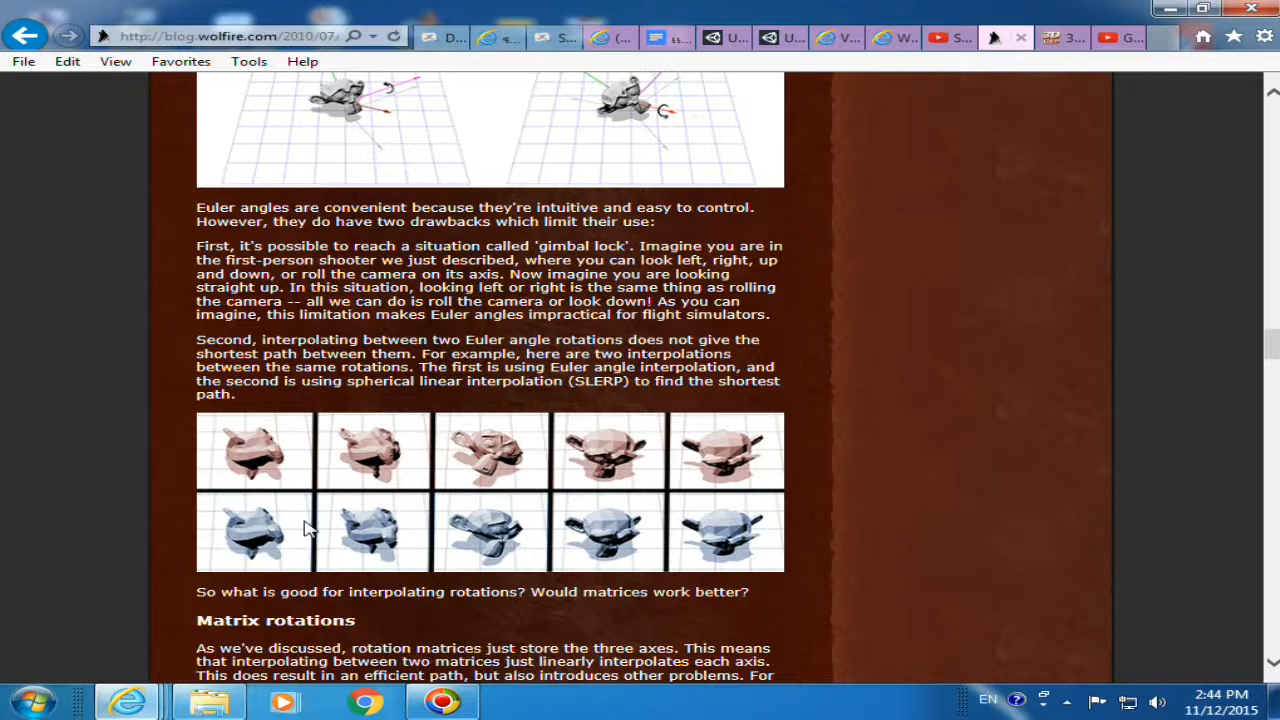 http://blog.wolfire.com/2010/07,
D...
S...
(...
U...
U...
V...
W...
S...
3...
G...
File Edit View Favorites Tools Help
Euler angles are convenient because they're intuitive and easy to control.
However, they do have two drawbacks which limit their use:
First, it's possible to reach a situation called 'gimbal lock'. Imagine you are in
the first-person shooter we just described, where you can look left, right, up
and down, or roll the camera on its axis. Now imagine you are looking
straight up. In this situation, looking left or right is the same thing as rolling
the camera -- all we can do is roll the camera or look down! As you can
imagine, this limitation makes Euler angles impractical for flight simulators.
Second, interpolating between two Euler angle rotations does not give the
shortest path between them. For example, here are two interpolations
between the same rotations. The first is using Euler angle interpolation, and
the second is using spherical linear interpolation (SLERP) to find the shortest
path.
So what is good for interpolating rotations? Would matrices work better?
Matrix rotations
As we've discussed, rotation matrices just store the three axes. This means
that interpolating between two matrices just linearly interpolates each axis.
This does result in an efficient path, but also introduces other problems. For
EN
2:44 PM
11/12/2015